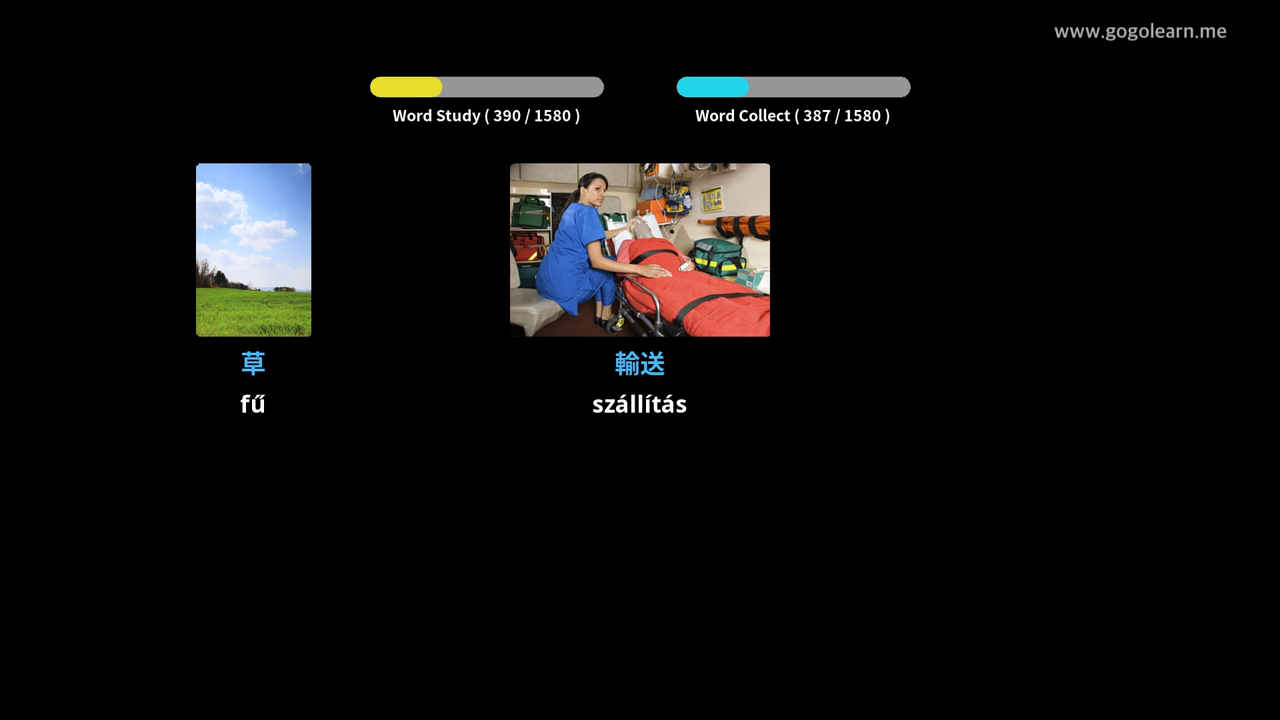 www.gogolearn.me
Word Study ( 390 / 1580 )
Word Collect ( 387 / 1580 )
草
fű
輸送
szállítás